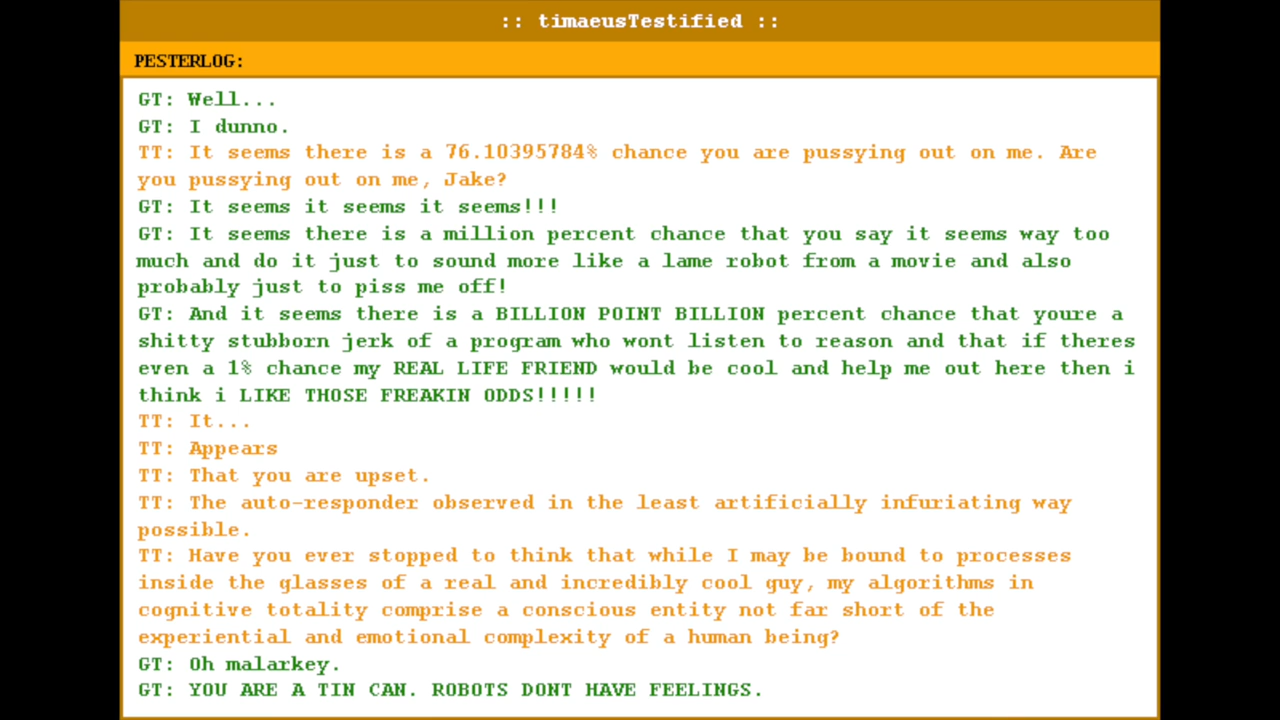 :: timaeusTestified ::
PESTERLOG:
GT: Well...
GT: I dunno.
TT: It seems there is a 76.10395784% chance you are pussying out on me. Are
you pussying out on me, Jake?
GT: It seems it seems it seems!!!
GT: It seems there is a million percent chance that you say it seems way too
much and do it just to sound more like a lame robot from a movie and also
probably just to piss me off!
GT: And it seems there is a BILLION POINT BILLION percent chance that youre a
shitty stubborn jerk of a program who wont listen to reason and that if theres
even a 1% chance my REAL LIFE FRIEND would be cool and help me out here then i
think i LIKE THOSE FREAKIN ODDS!!!!!
TT: It...
TT: Appears
TT: That you are upset.
TT: The auto-responder observed in the least artificially infuriating way
possible.
TT: Have you ever stopped to think that while I may be bound to processes
inside the glasses of a real and incredibly cool guy, my algorithms in
cognitive totality comprise a conscious entity not far short of the
experiential and emotional complexity of a human being?
GT: Oh malarkey.
GT: YOU ARE A TIN CAN. ROBOTS DONT HAVE FEELINGS.